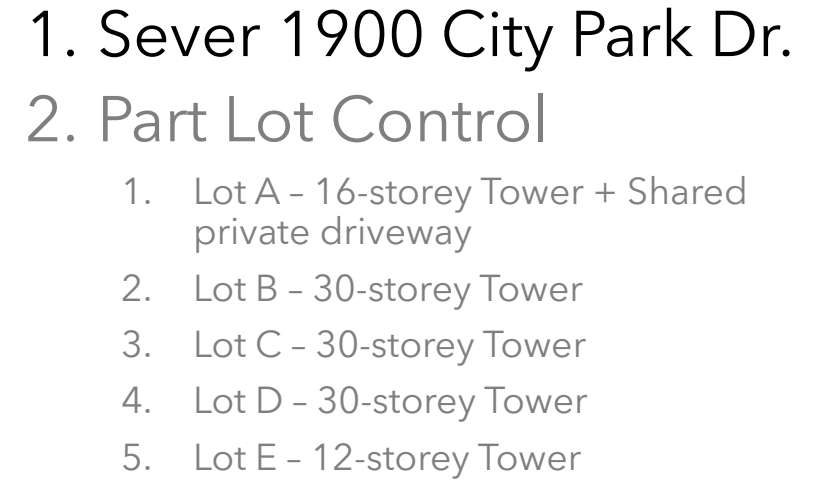 1. Sever 1900 City Park Dr.
2. Part Lot Control
1. Lot A – 16-storey Tower + Shared
private driveway
2. Lot B – 30-storey Tower
3. Lot C – 30-storey Tower
4. Lot D – 30-storey Tower
5. Lot E – 12-storey Tower